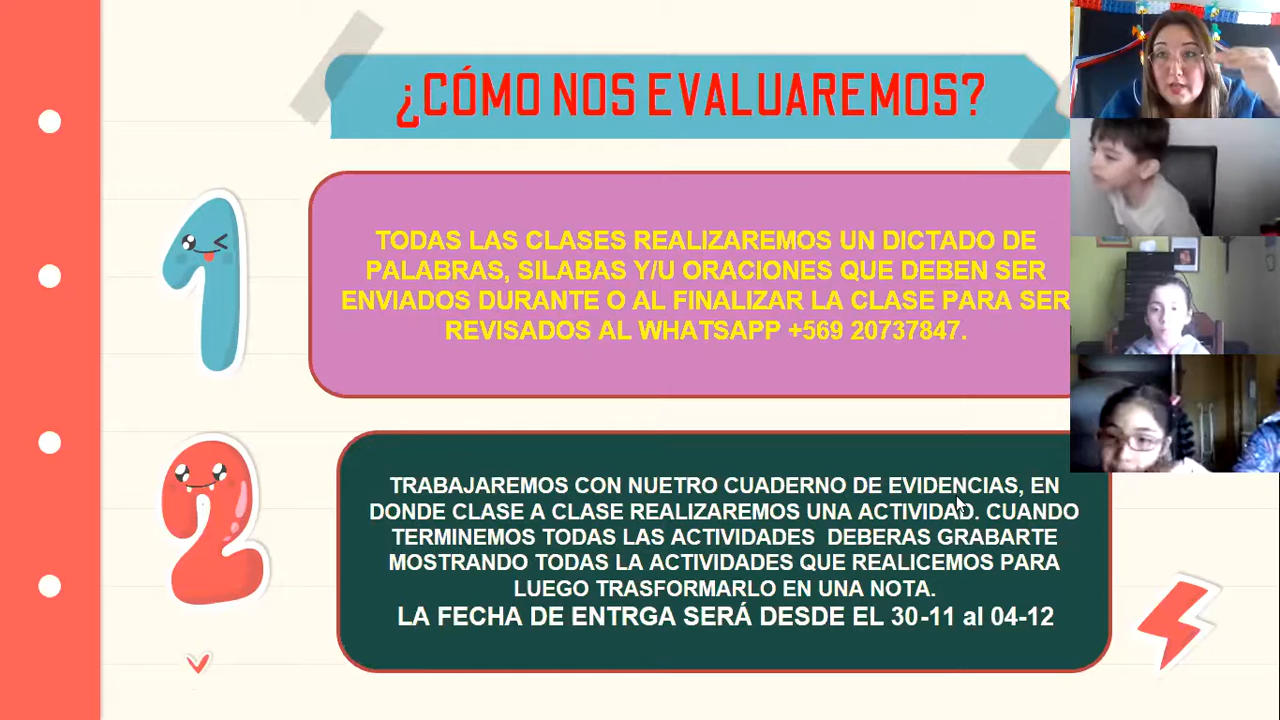 ¿CÓMO NOS EVALUAREMOS?
TODAS LAS CLASES REALIZAREMOS UN DICTADO DE
PALABRAS, SILABAS Y/U ORACIONES QUE DEBEN SER
ENVIADOS DURANTE O AL FINALIZAR LA CLASE PARA SER
REVISADOS AL WHATSAPP +569 20737847.
TRABAJAREMOS CON NUETRO CUADERNO DE EVIDENCIAS, EN
DONDE CLASE A CLASE REALIZAREMOS UNA ACTIVIDAD. CUANDO
TERMINEMOS TODAS LAS ACTIVIDADES DEBERAS GRABARTE
MOSTRANDO TODAS LA ACTIVIDADES QUE REALICEMOS PARA
LUEGO TRASFORMARLO EN UNA NOTA.
LA FECHA DE ENTRGA SERÁ DESDE EL 30-11 al 04-12